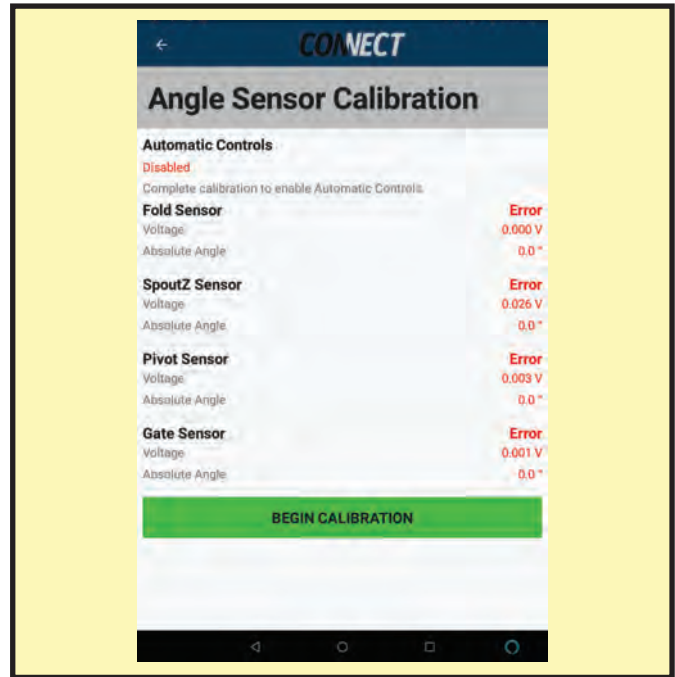 CONNECT
Angle Sensor Calibration
Automatic Controls
Disabled
Complete calibration to enable Automatic Controls.
Fold Sensor Error
Voltage 0.000 V
Absolute Angle 0.0 °
SpoutZ Sensor Error
Voltage 0.026 V
Absolute Angle 0.0 °
Pivot Sensor Error
Voltage 0.003 V
Absolute Angle 0.0 °
Gate Sensor Error
Voltage 0.001 V
Absolute Angle 0.0 °
BEGIN CALIBRATION